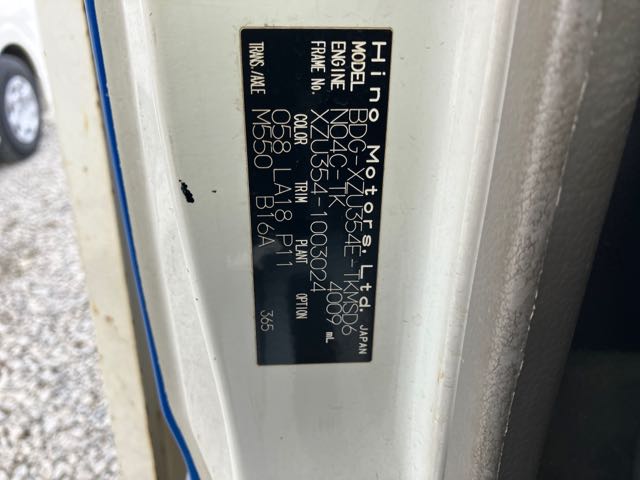 Hino Motors, Ltd. JAPAN
MODEL BDG-XZU354E-TKMSD6
ENGINE N04C-TK 4009 mL
FRAME No. XZU354-1003024
COLOR TRIM PLANT OPTION
058 LA18 P11
TRANS./AXLE M550 B16A
365